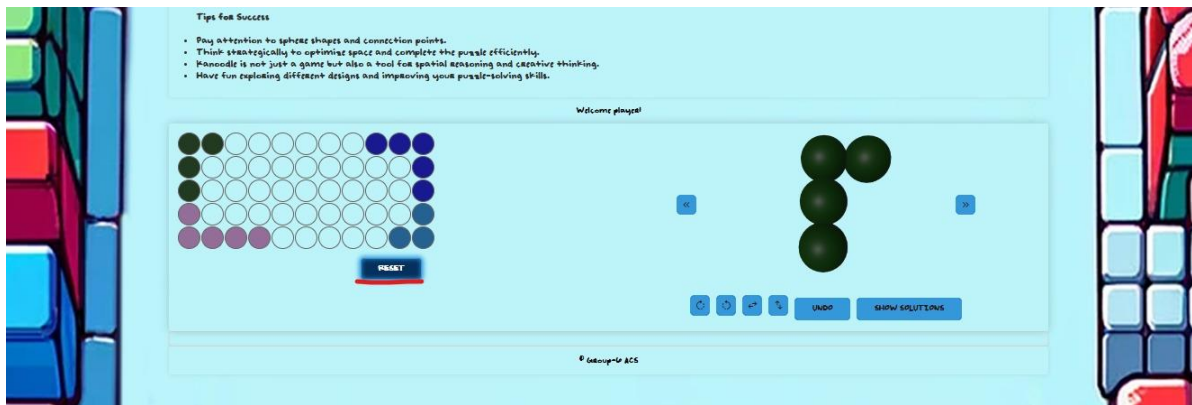 Tips for Success
• Pay attention to sphere shapes and connection points.
• Think strategically to optimize space and complete the puzzle efficiently.
• Kanoodle is not just a game but also a tool for spatial reasoning and creative thinking.
• Have fun exploring different designs and improving your puzzle-solving skills.
Welcome player!
«
»
RESET
UNDO
SHOW SOLUTIONS
© Group-6 ACS